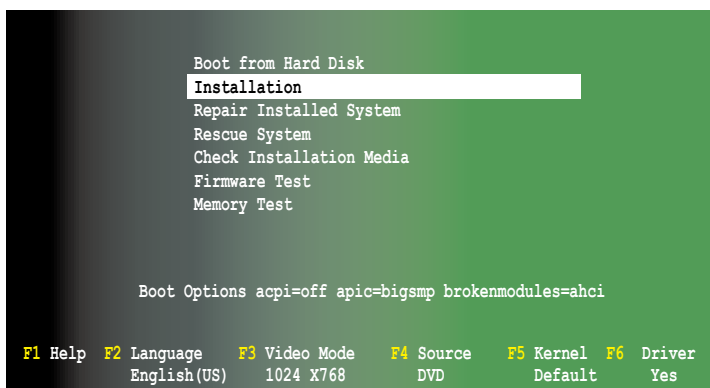 Boot from Hard Disk
Installation
Repair Installed System
Rescue System
Check Installation Media
Firmware Test
Memory Test
Boot Options acpi=off apic=bigsmp brokenmodules=ahci
F1 Help F2 Language F3 Video Mode F4 Source F5 Kernel F6 Driver
English(US) 1024 X768 DVD Default Yes